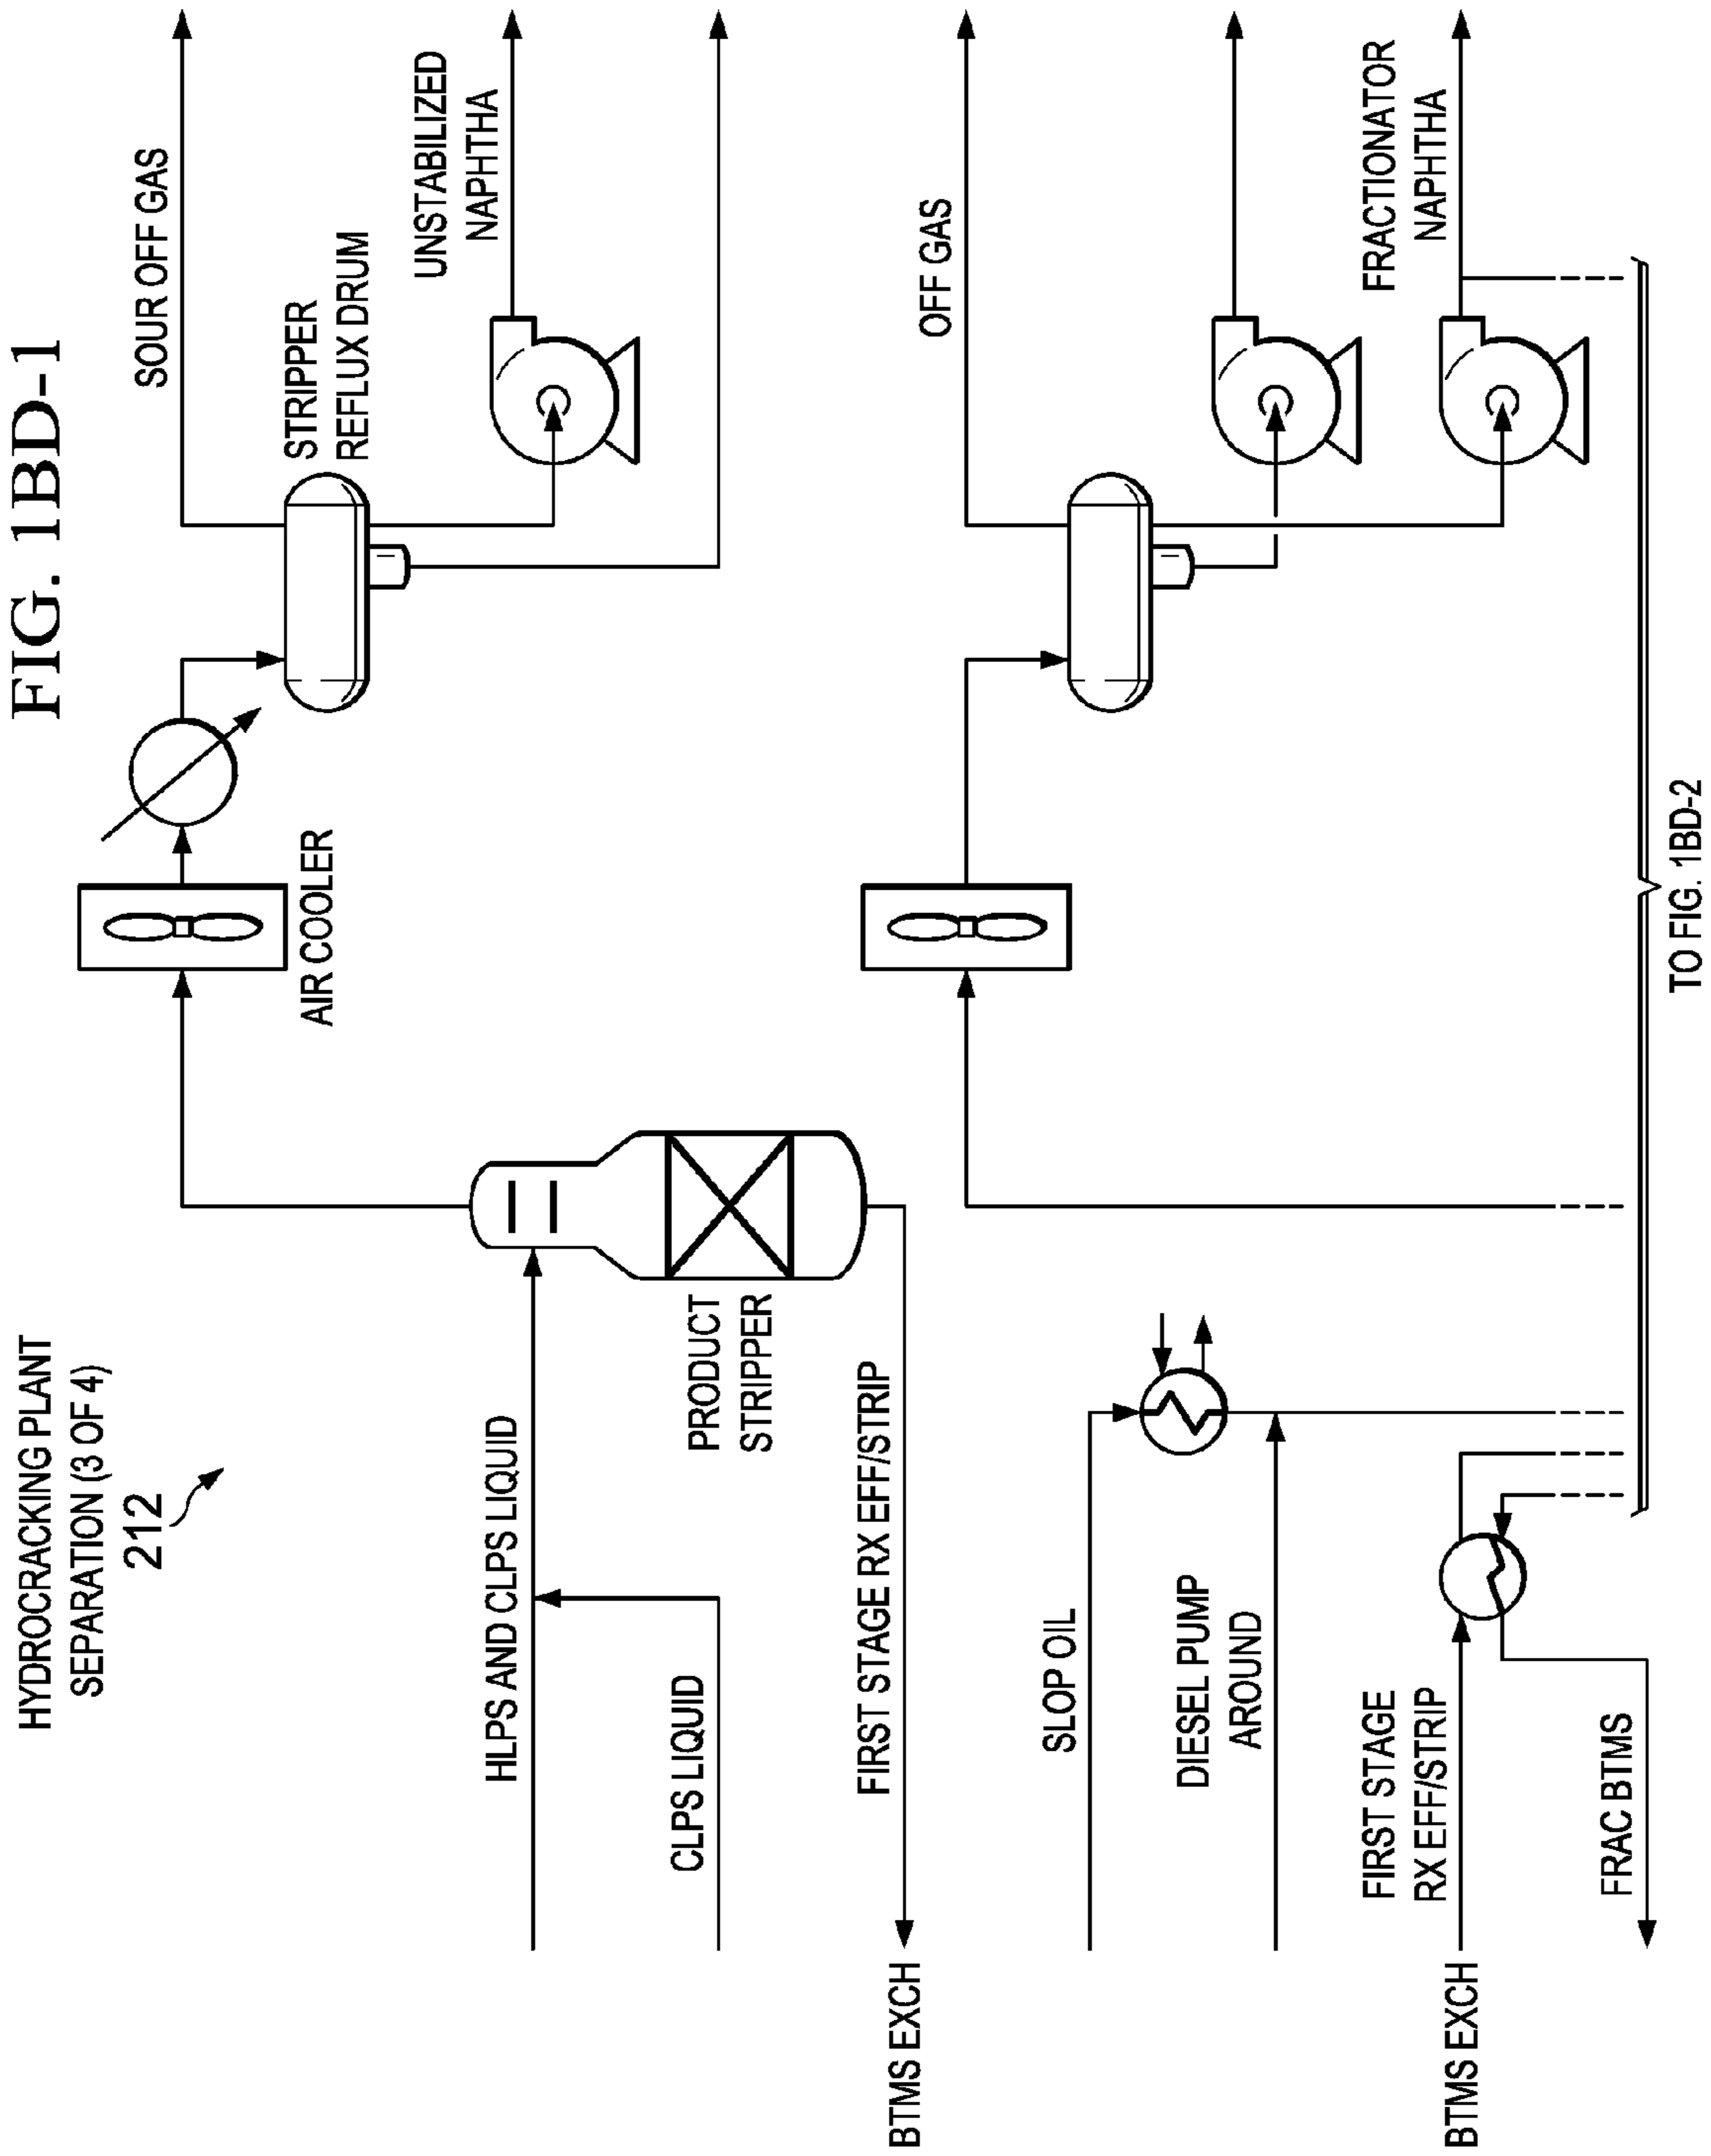 FIG. 1BD-1
HYDROCRACKING PLANT
SEPARATION (3 OF 4)
212
SOUR OFF GAS
AIR COOLER
STRIPPER
REFLUX DRUM
UNSTABILIZED
NAPHTHA
HLPS AND CLPS LIQUID
CLPS LIQUID
PRODUCT
STRIPPER
BTMS EXCH
FIRST STAGE RX EFF/STRIP
OFF GAS
SLOP OIL
DIESEL PUMP
AROUND
FIRST STAGE
RX EFF/STRIP
BTMS EXCH
FRACTIONATOR
NAPHTHA
FRAC BTMS
TO FIG. 1BD-2